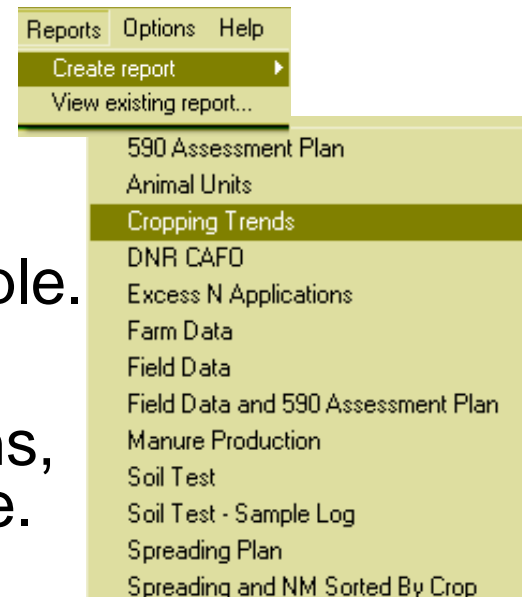 Reports Options Help
Create report
View existing report...
590 Assessment Plan
Animal Units
Cropping Trends
DNR CAFO
Excess N Applications
Farm Data
Field Data
Field Data and 590 Assessment Plan
Manure Production
Soil Test
Soil Test - Sample Log
Spreading Plan
Spreading and NM Sorted By Crop
ole.
ns,
e.